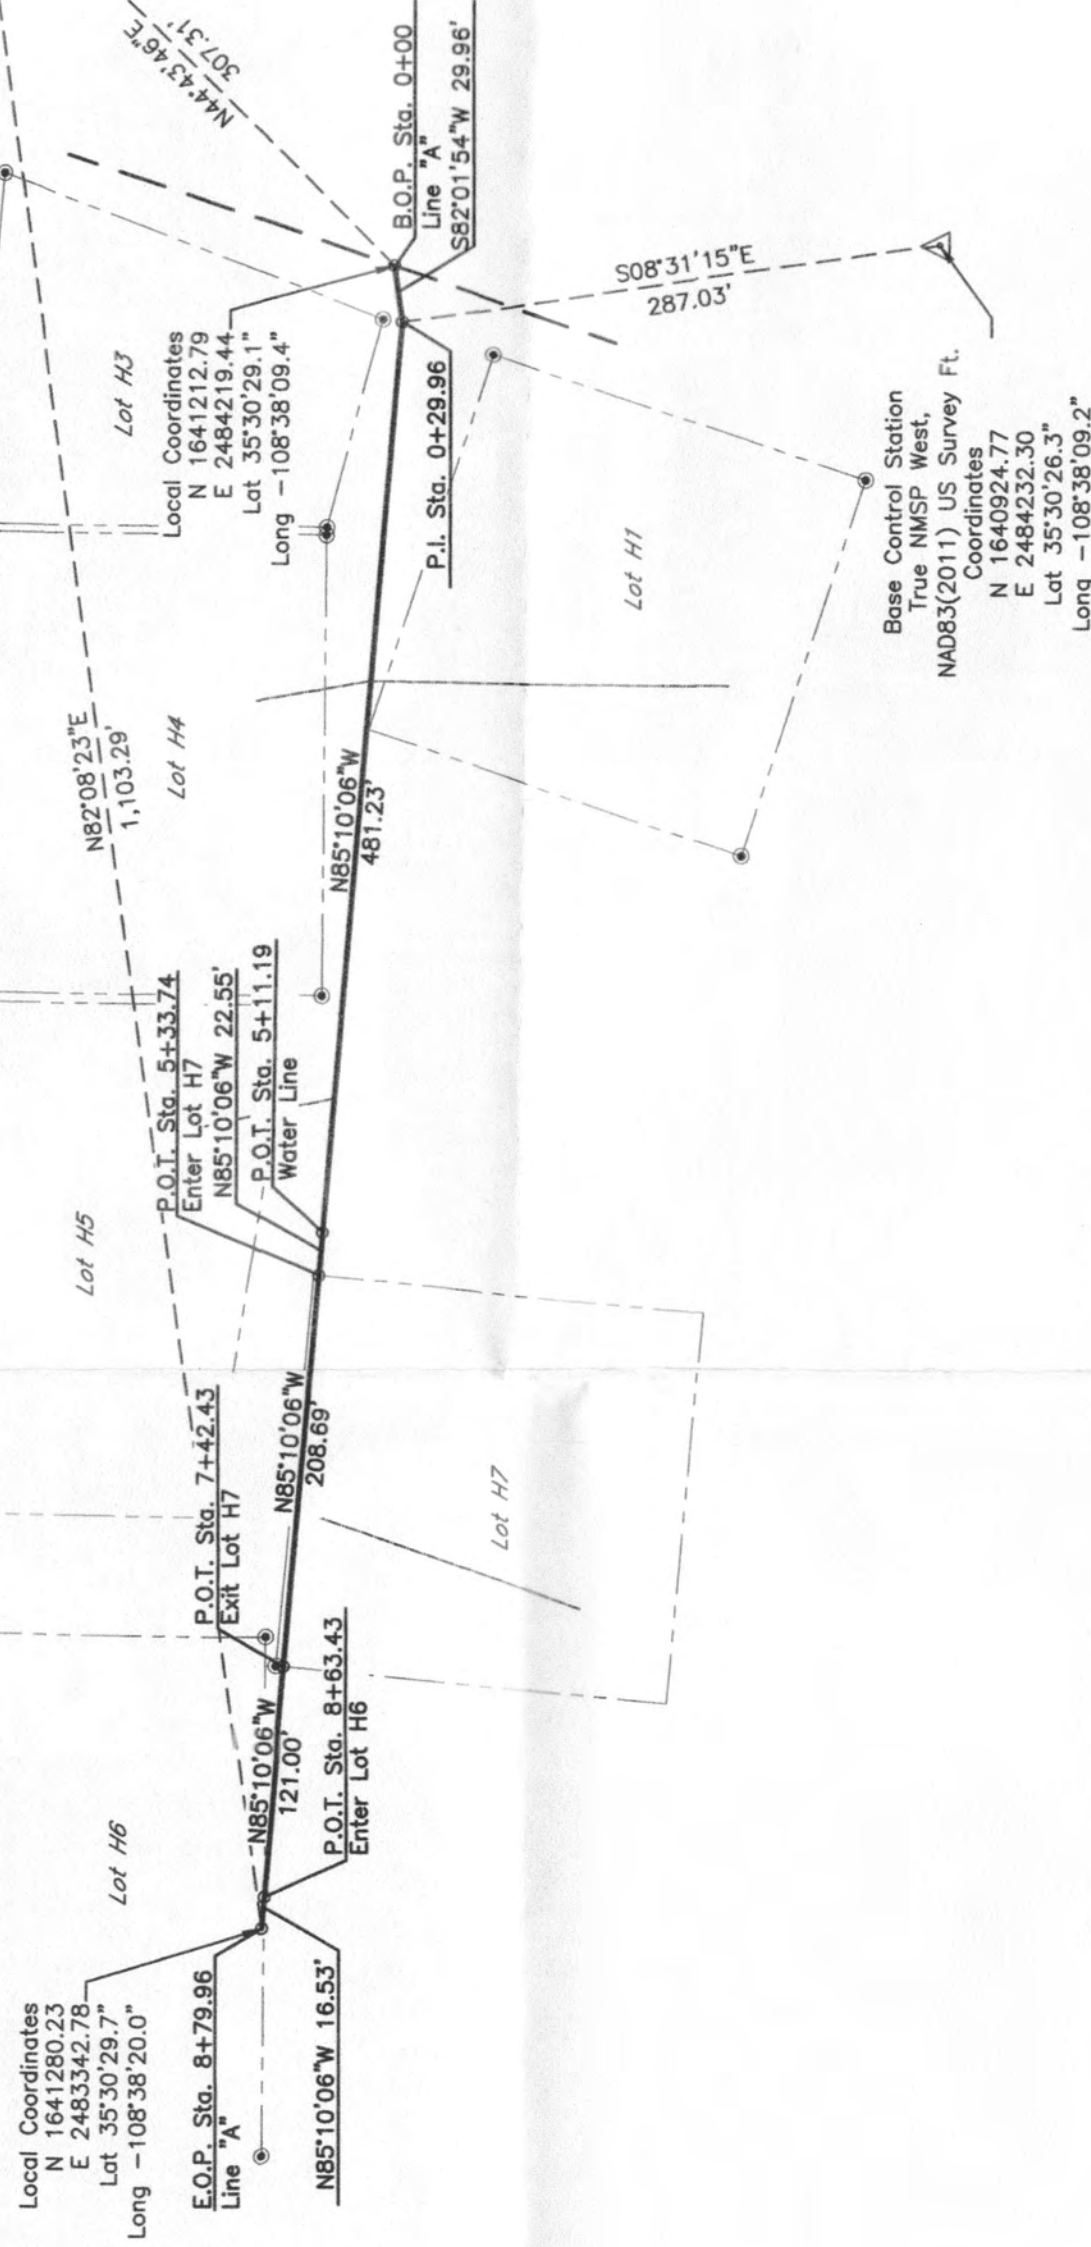 Local Coordinates
N 1641280.23
E 2483342.78
Lat 35°30'29.7"
Long -108°38'20.0"
E.O.P. Sta. 8+79.96
Line "A"
N85°10'06"W 16.53'
Lot H6
N85°10'06"W
121.00'
P.O.T. Sta. 8+63.43
Enter Lot H6
P.O.T. Sta. 7+42.43
Exit Lot H7
N85°10'06"W
208.69'
Lot H7
Lot H5
P.O.T. Sta. 5+33.74
Enter Lot H7
N85°10'06"W 22.55'
P.O.T. Sta. 5+11.19
Water Line
N82°08'23"E
1,103.29'
Lot H4
N85°10'06"W
481.23'
Lot H3
Local Coordinates
N 1641212.79
E 2484219.44
Lat 35°30'29.1"
Long -108°38'09.4"
P.I. Sta. 0+29.96
Lot H1
N44°43'46"E
307.31'
B.O.P. Sta. 0+00
Line "A"
S82°01'54"W 29.96'
S08°31'15"E
287.03'
Base Control Station
True NMSP West,
NAD83(2011) US Survey Ft.
Coordinates
N 1640924.77
E 2484232.30
Lat 35°30'26.3"
Long -108°38'09.2"